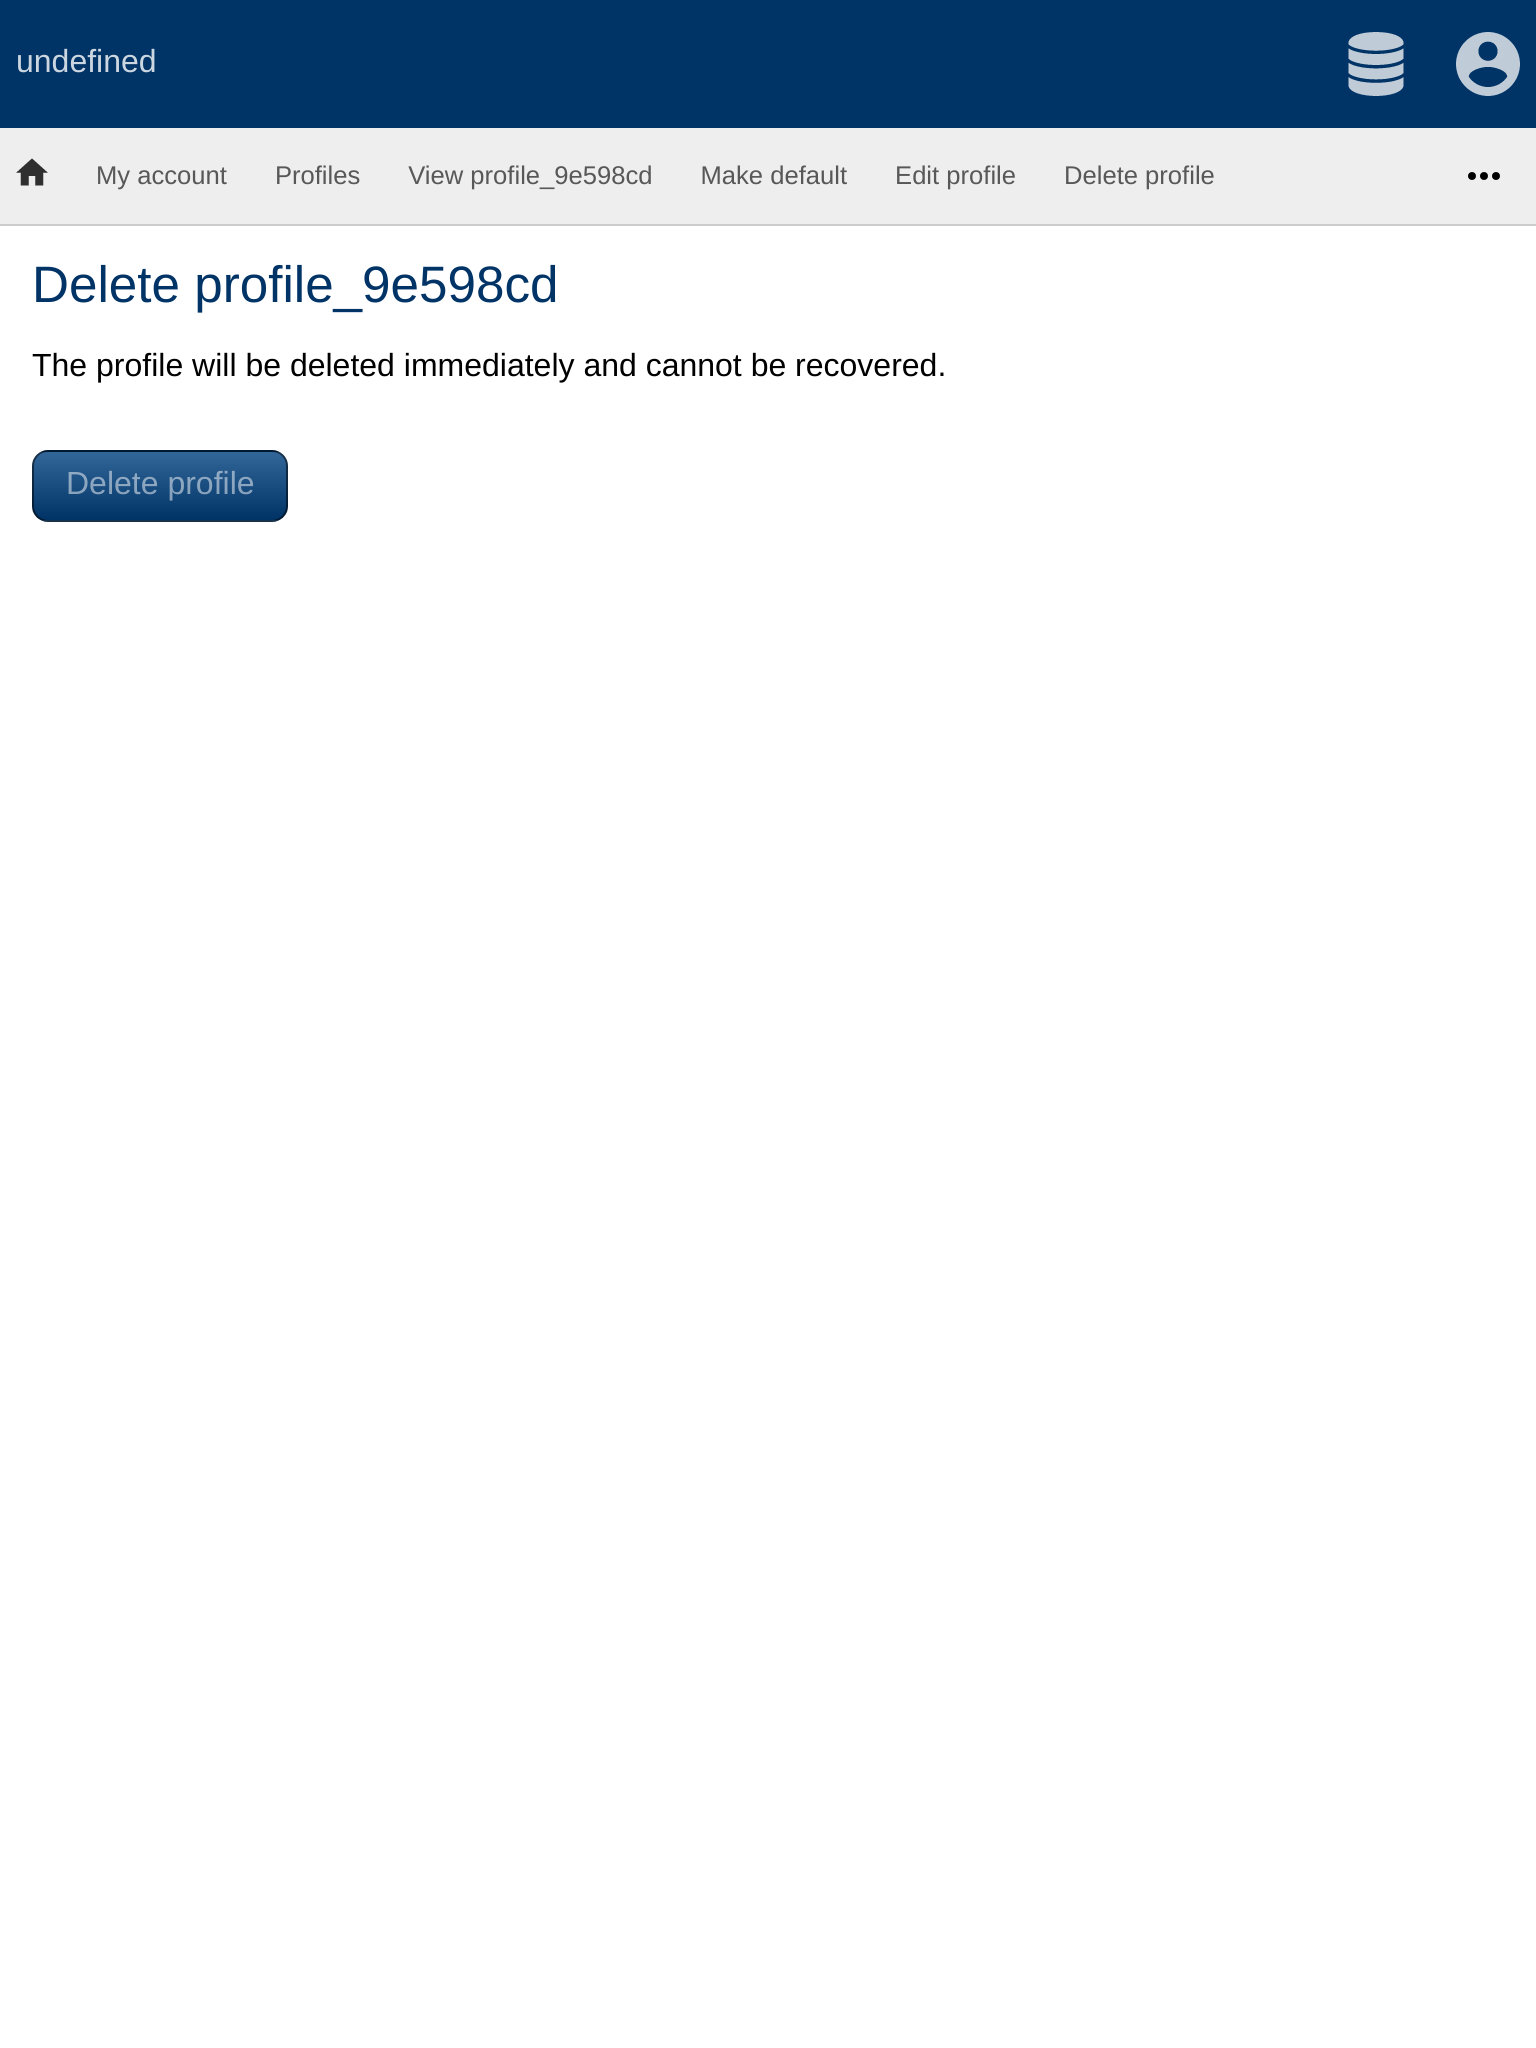 undefined
My account Profiles View profile_9e598cd Make default Edit profile Delete profile
Delete profile_9e598cd
The profile will be deleted immediately and cannot be recovered.
Delete profile